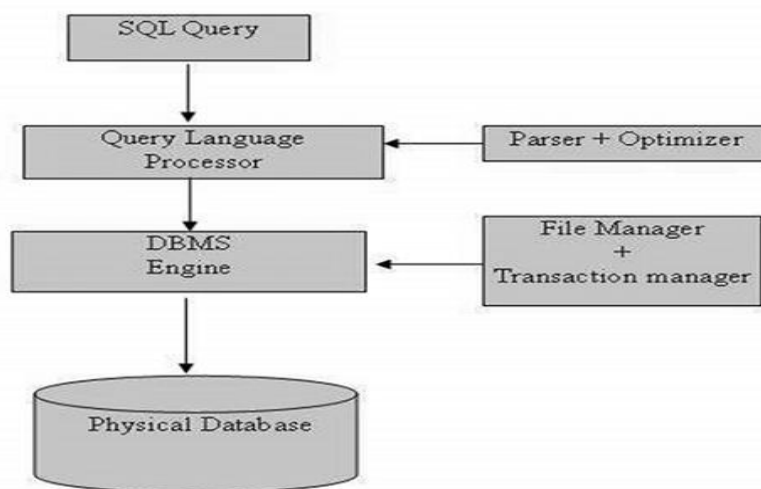 SQL Query
Query Language
Processor
Parser + Optimizer
DBMS
Engine
File Manager
+
Transaction manager
Physical Database